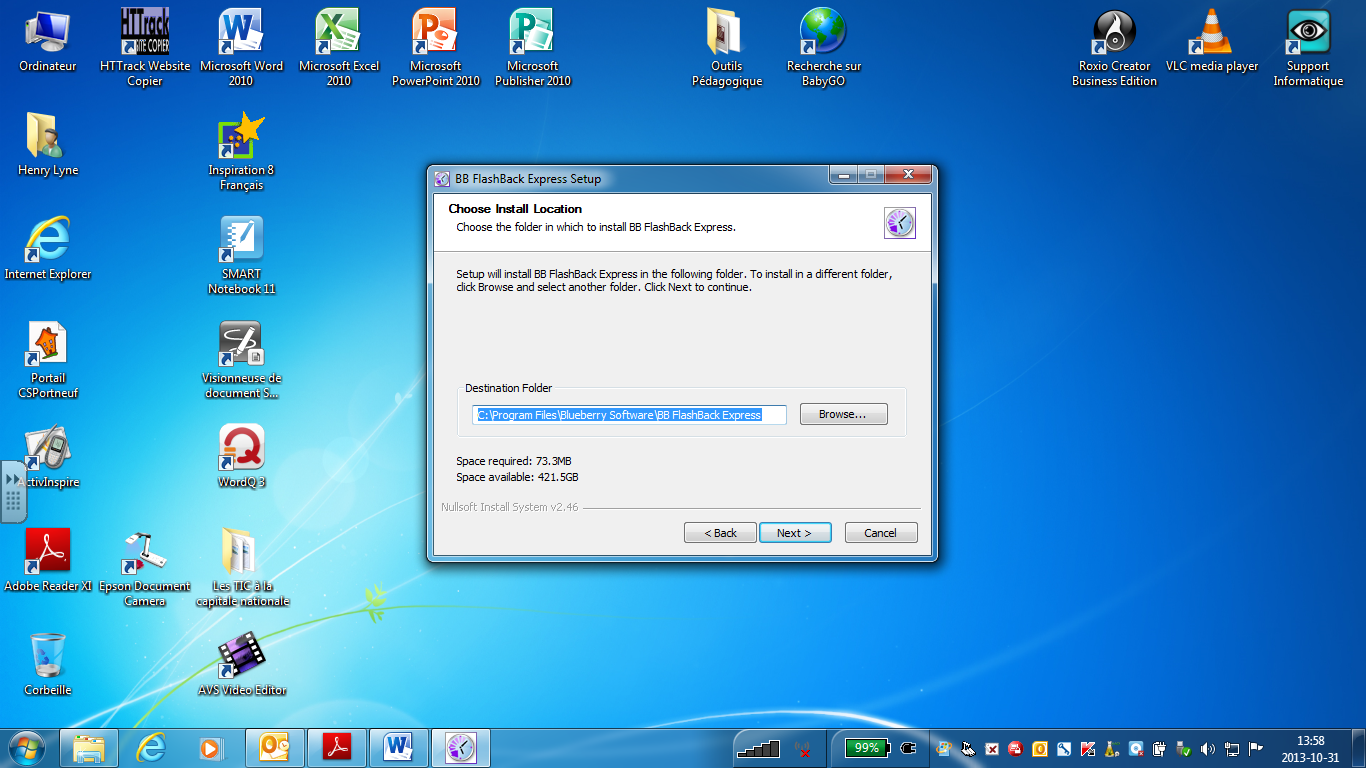 Ordinateur
HTTrack Website
Copier
Microsoft Word
2010
Microsoft Excel
2010
Microsoft
PowerPoint 2010
Microsoft
Publisher 2010
Outils
Pédagogique
Recherche sur
BabyGO
Roxio Creator
Business Edition
VLC media player
Support
Informatique
HTTrack
SITE COPIER
Henry Lyne
Inspiration 8
Français
Internet Explorer
SMART
Notebook 11
Portail
CSPortneuf
Visionneuse de
document S...
ActivInspire
WordQ 3
Adobe Reader XI
Epson Document
Camera
Les TIC à la
capitale nationale
Corbeille
AVS Video Editor
BB FlashBack Express Setup
Choose Install Location
Choose the folder in which to install BB FlashBack Express.
Setup will install BB FlashBack Express in the following folder. To install in a different folder,
click Browse and select another folder. Click Next to continue.
Destination Folder
C:\Program Files\Blueberry Software\BB FlashBack Express
Browse...
Space required: 73.3MB
Space available: 421.5GB
Nullsoft Install System v2.46
< Back
Next >
Cancel
99%
13:58
2013-10-31